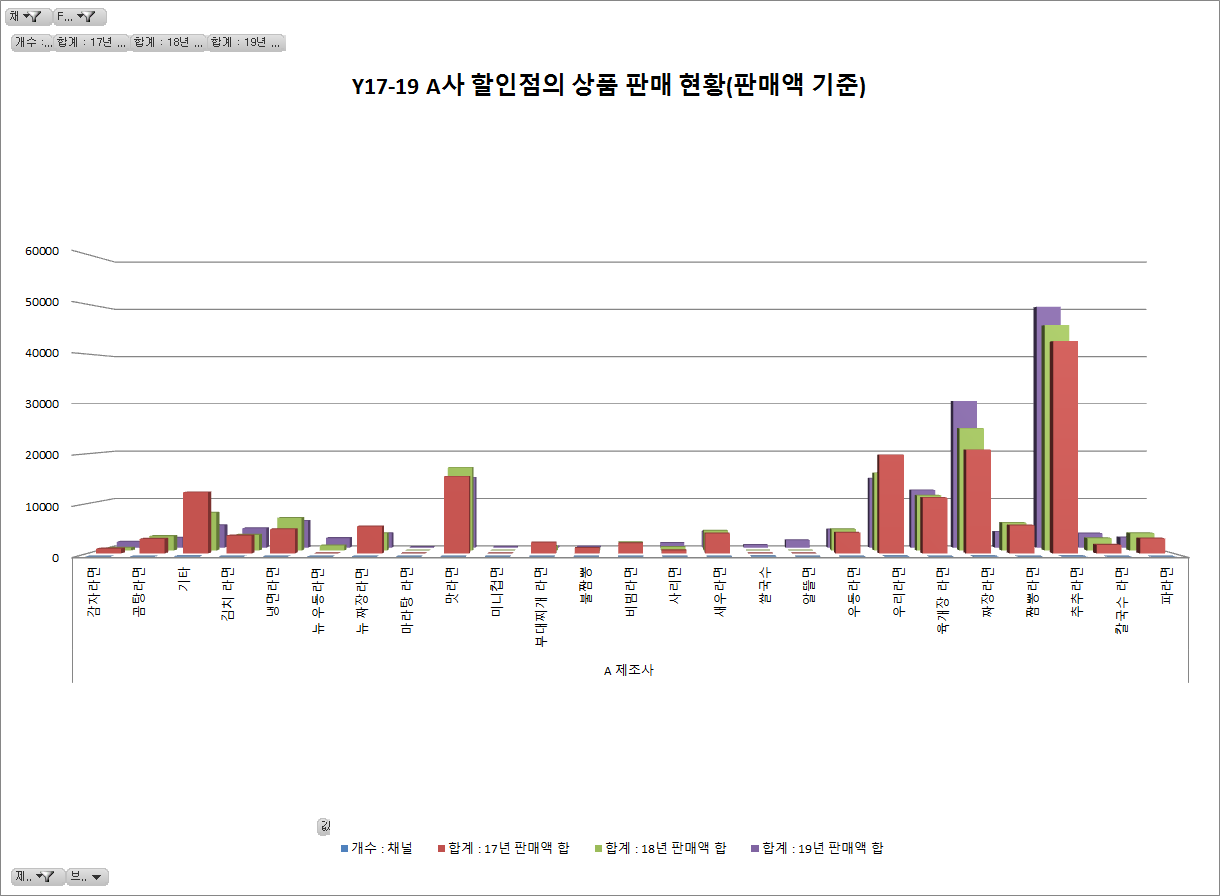 채
F...
개수 :...
합계 : 17년 ...
합계 : 18년 ...
합계 : 19년 ...
Y17-19 A사 할인점의 상품 판매 현황(판매액 기준)
60000
50000
40000
30000
20000
10000
0
감자라면
곰탕라면
기타
김치 라면
냉면라면
뉴 우동라면
뉴 짜장라면
마라탕 라면
맛라면
미니컵면
부대찌개 라면
불짬뽕
비빔라면
사리면
새우라면
쌀국수
알뜰면
우동라면
우리라면
육개장 라면
짜장라면
짬뽕라면
추추라면
칼국수 라면
파라면
A 제조사
값
개수 : 채널
합계 : 17년 판매액 합
합계 : 18년 판매액 합
합계 : 19년 판매액 합
제..
브..